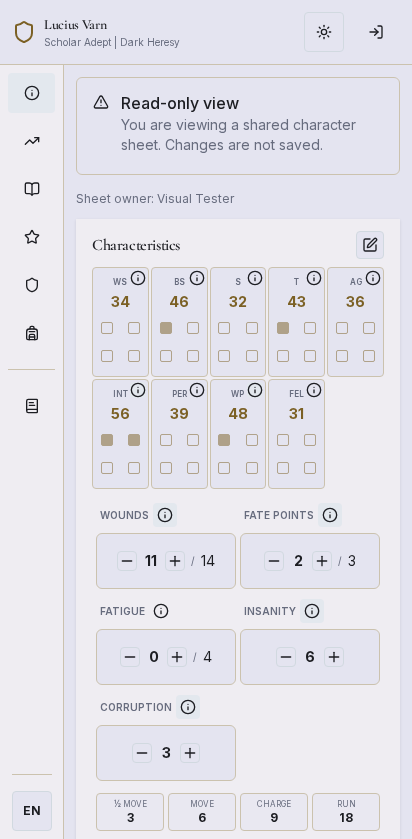 Lucius Varn
Scholar Adept | Dark Heresy
Read-only view
You are viewing a shared character
sheet. Changes are not saved.
Sheet owner: Visual Tester
Characteristics
WS BS S T AG
34 46 32 43 36
INT PER WP FEL
56 39 48 31
WOUNDS FATE POINTS
11 / 14 2 / 3
FATIGUE INSANITY
0 / 4 6
CORRUPTION
3
½ MOVE MOVE CHARGE RUN
3 6 9 18
EN